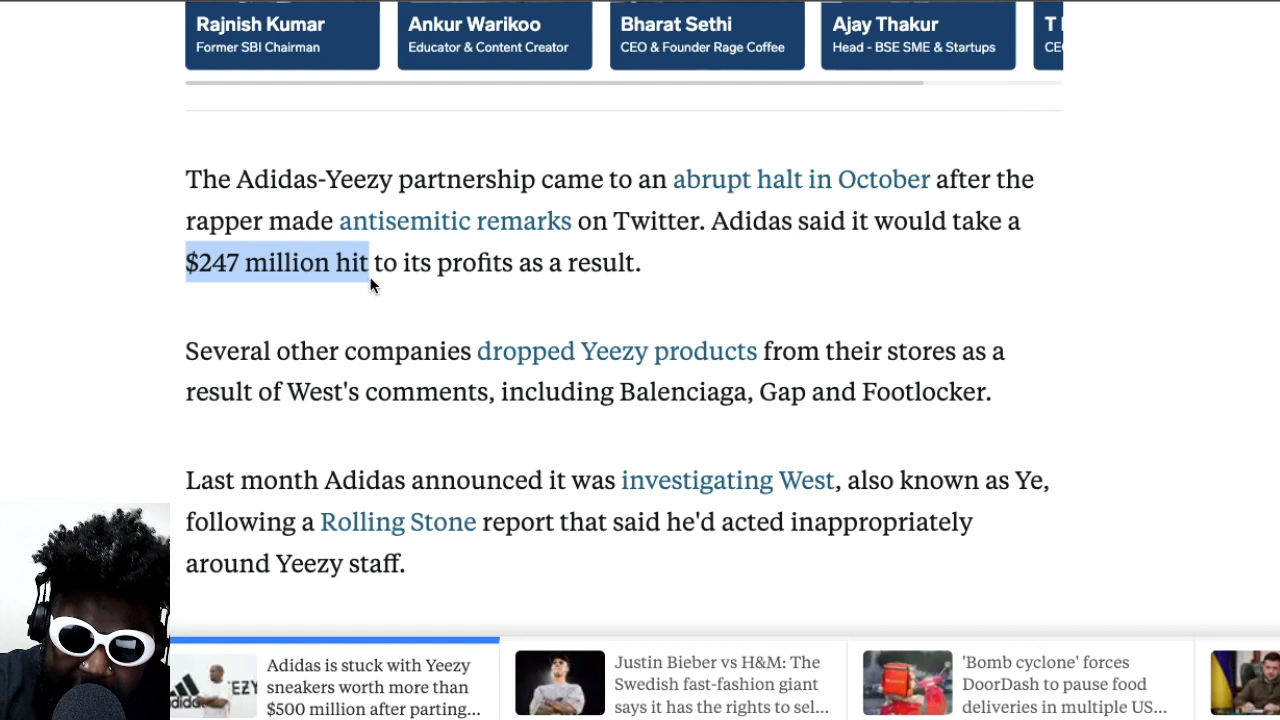 Rajnish Kumar
Former SBI Chairman
Ankur Warikoo
Educator & Content Creator
Bharat Sethi
CEO & Founder Rage Coffee
Ajay Thakur
Head - BSE SME & Startups
The Adidas-Yeezy partnership came to an abrupt halt in October after the
rapper made antisemitic remarks on Twitter. Adidas said it would take a
$247 million hit to its profits as a result.
Several other companies dropped Yeezy products from their stores as a
result of West's comments, including Balenciaga, Gap and Footlocker.
Last month Adidas announced it was investigating West, also known as Ye,
following a Rolling Stone report that said he'd acted inappropriately
around Yeezy staff.
Adidas is stuck with Yeezy
sneakers worth more than
$500 million after parting...
Justin Bieber vs H&M: The
Swedish fast-fashion giant
says it has the rights to sel...
'Bomb cyclone' forces
DoorDash to pause food
deliveries in multiple US...